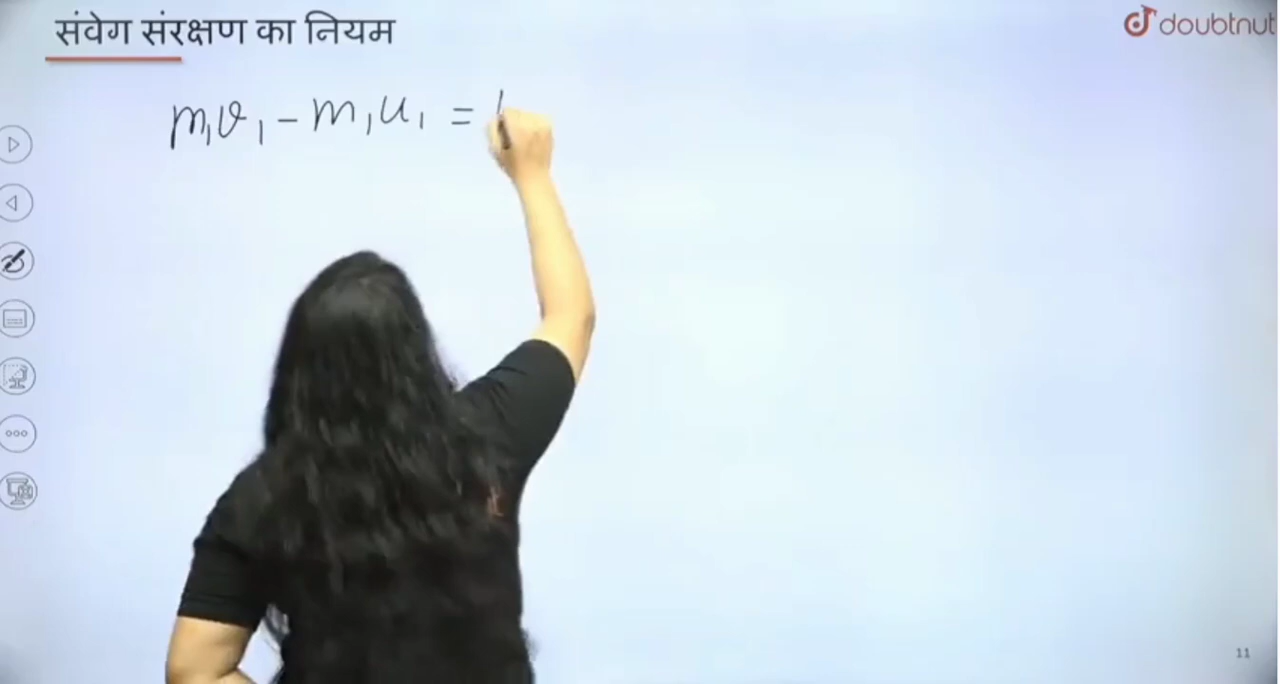 संवेग संरक्षण का नियम
doubtnut
m₁v₁ - m₁u₁ =
11